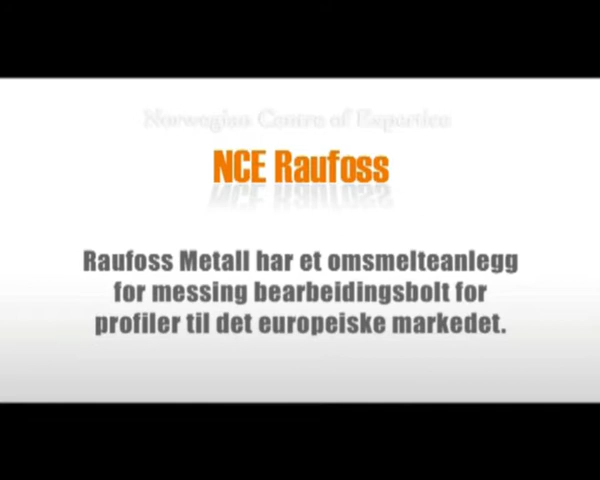 Norwegian Centre of Expertise
NCE Raufoss
Raufoss Metall har et omsmelteanlegg
for messing bearbeidingsbolt for
profiler til det europeiske markedet.